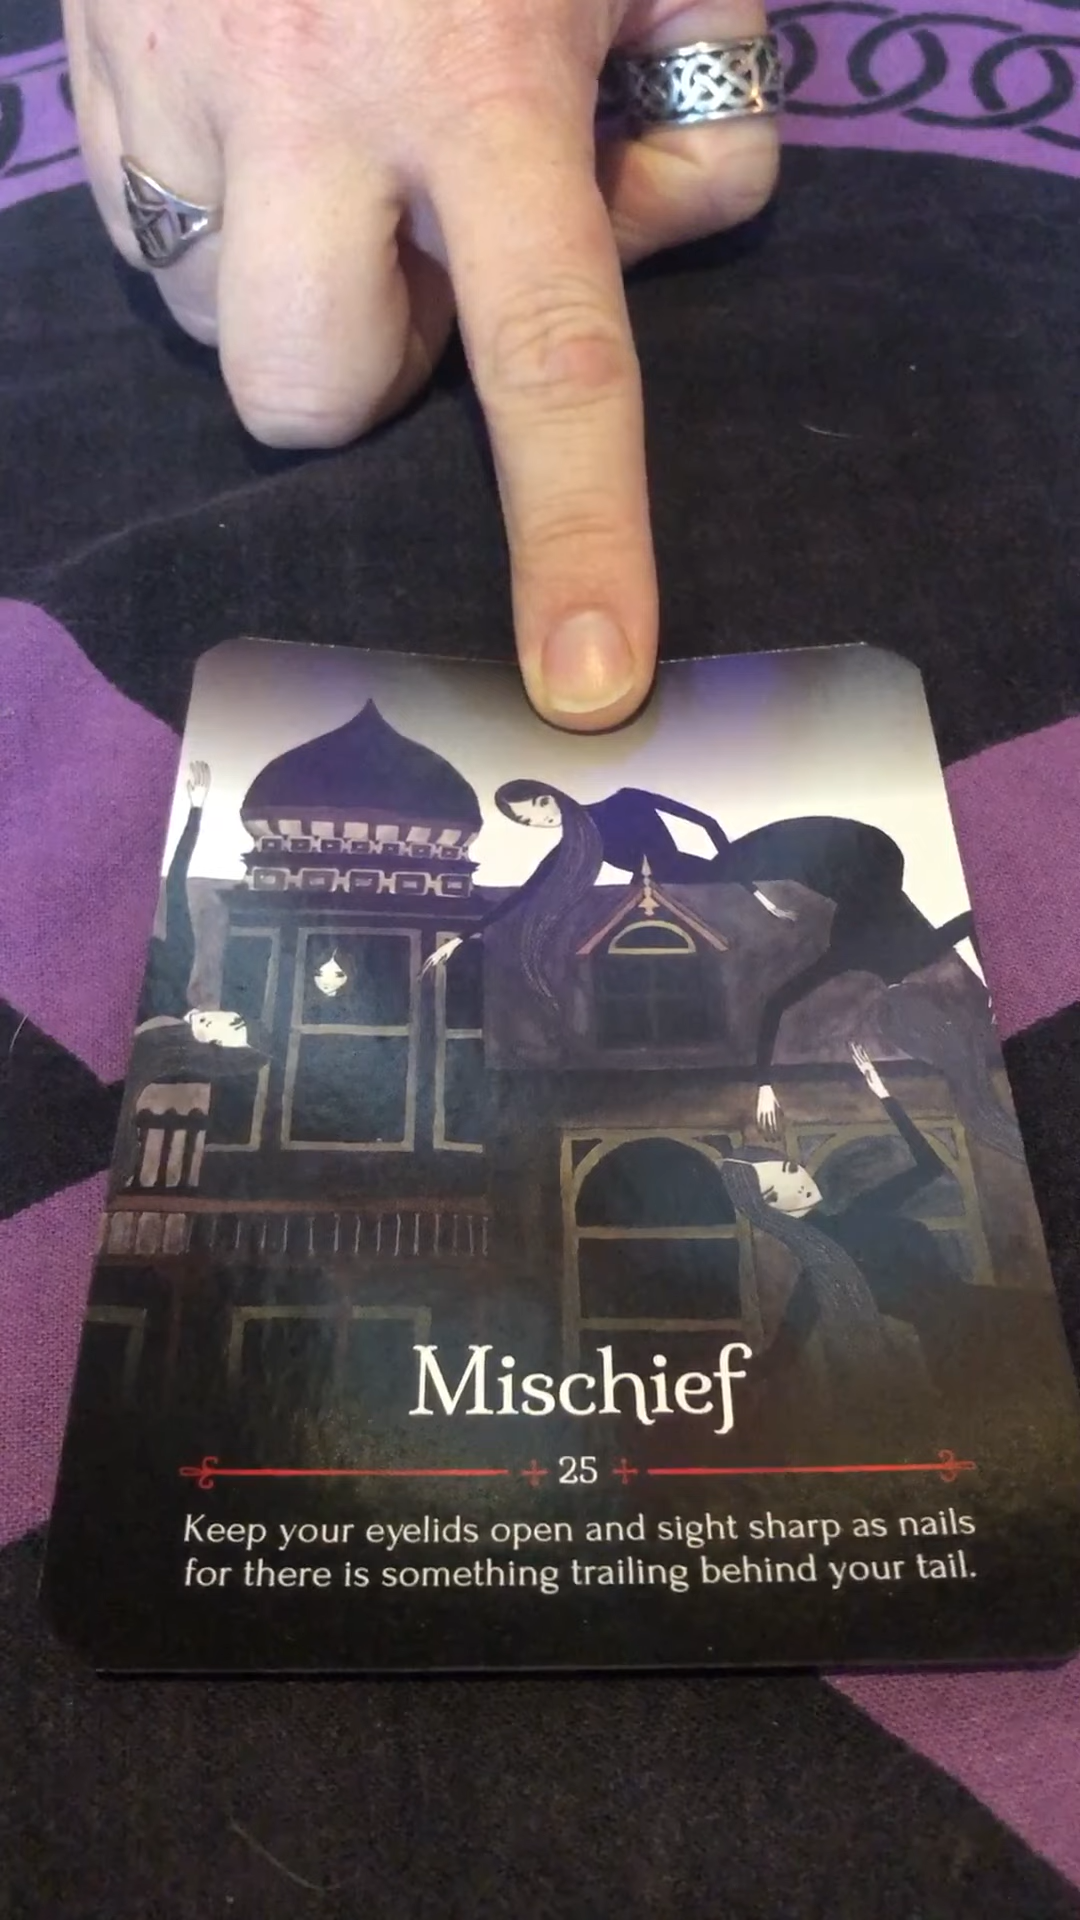 Mischief
25
Keep your eyelids open and sight sharp as nails
for there is something trailing behind your tail.